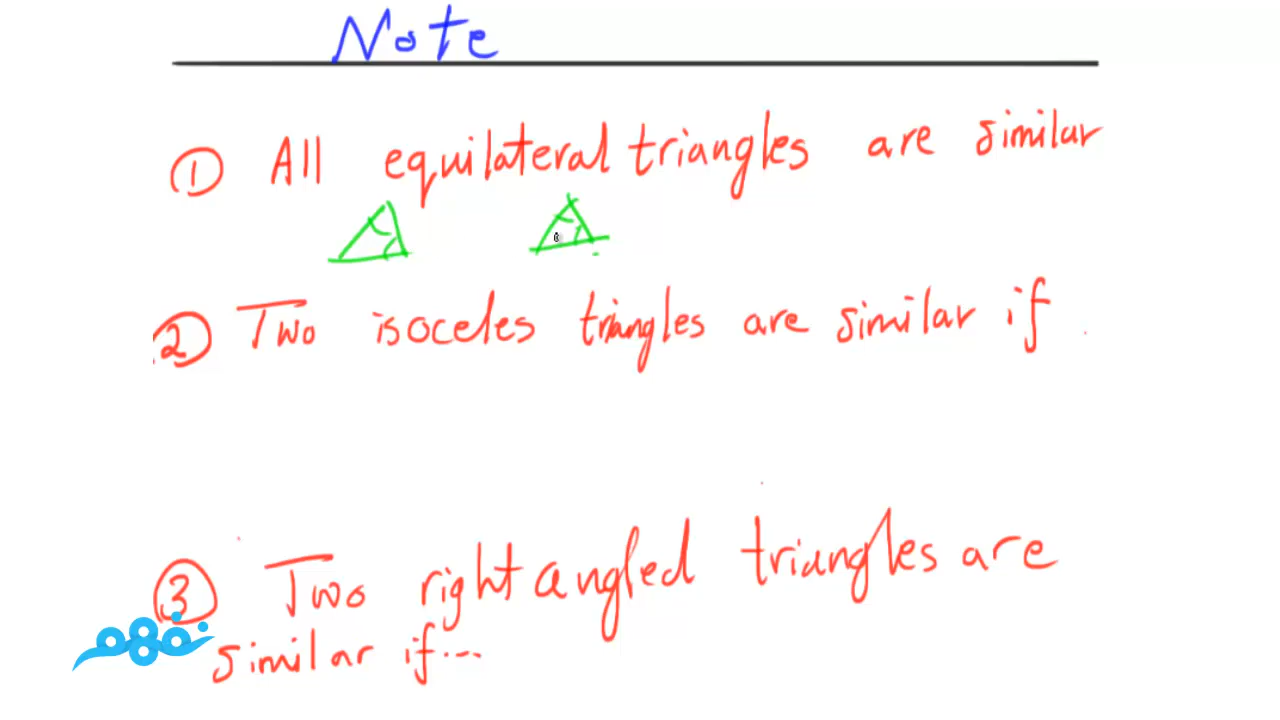 Note
① All equilateral triangles are similar
② Two isoceles triangles are similar if
③ Two right angled triangles are
similar if...
نفهم